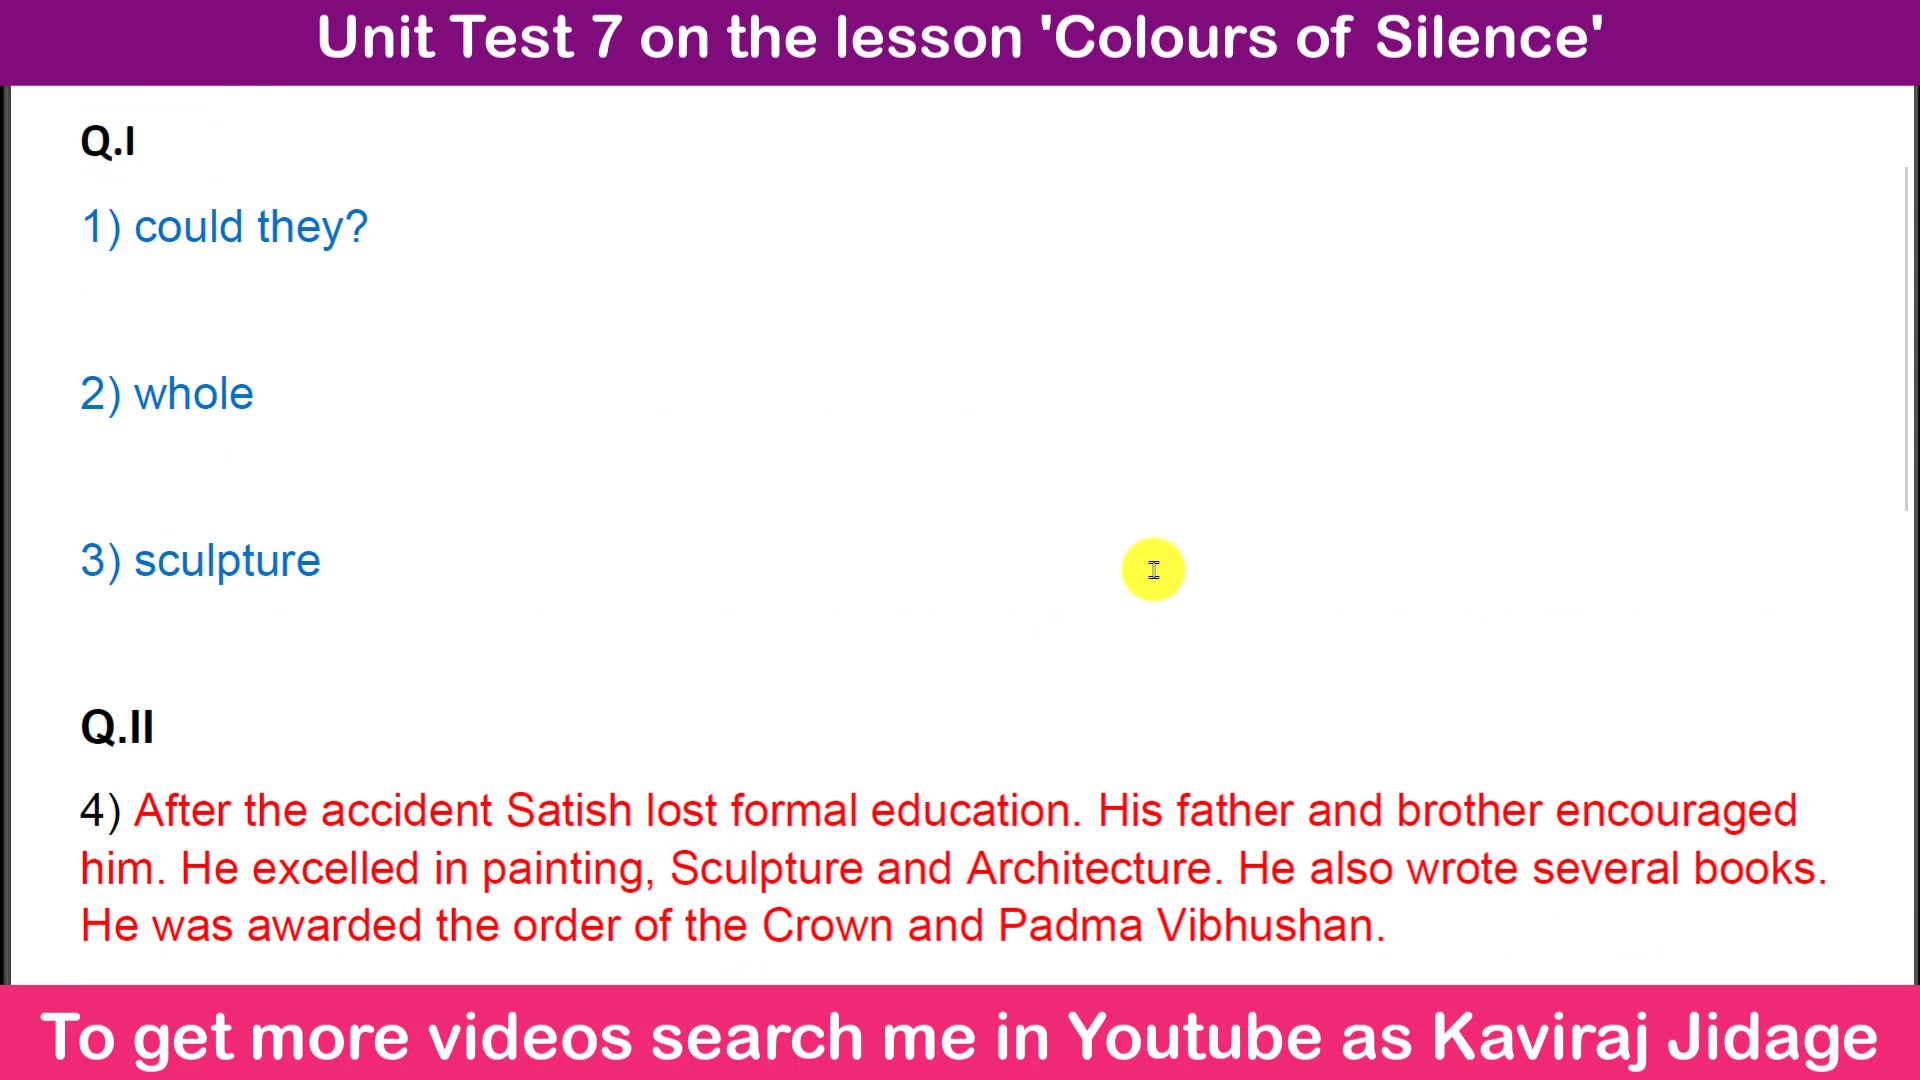 Unit Test 7 on the lesson 'Colours of Silence'
Q.I
1) could they?
2) whole
3) sculpture
Q.II
4) After the accident Satish lost formal education. His father and brother encouraged
him. He excelled in painting, Sculpture and Architecture. He also wrote several books.
He was awarded the order of the Crown and Padma Vibhushan.
To get more videos search me in Youtube as Kaviraj Jidage